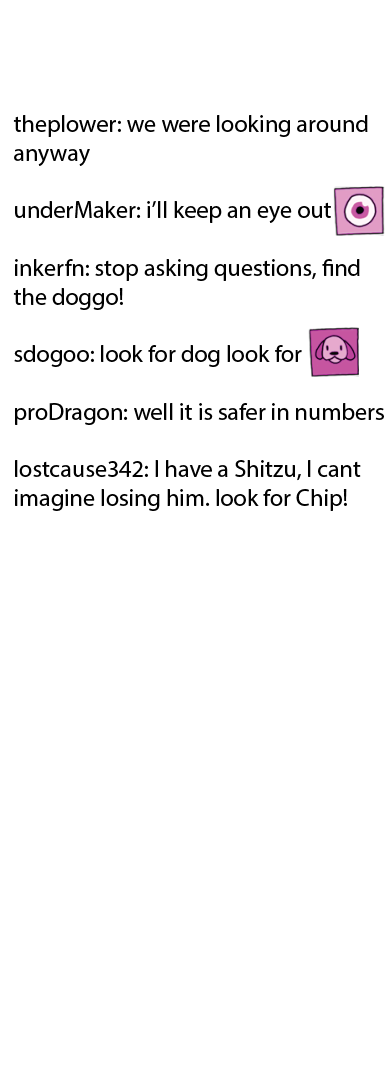 theplower: we were looking around
anyway
underMaker: i'll keep an eye out
inkerfn: stop asking questions, find
the doggo!
sdogoo: look for dog look for
proDragon: well it is safer in numbers
lostcause342: I have a Shitzu, I cant
imagine losing him. look for Chip!